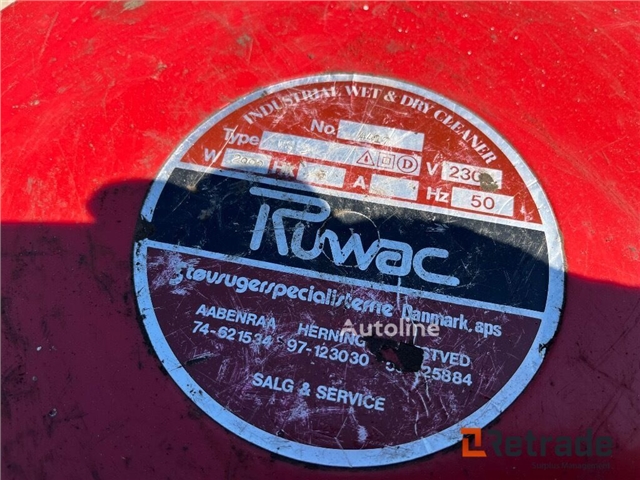 INDUSTRIAL WET & DRY CLEANER
No.
Type D V 230
W HK A Hz 50
Ruwac
Støvsugerspecialisterne Danmark, aps
AABENRAA HERNING
74-621534 97-123030 25884
SALG & SERVICE
Autoline
Retrade